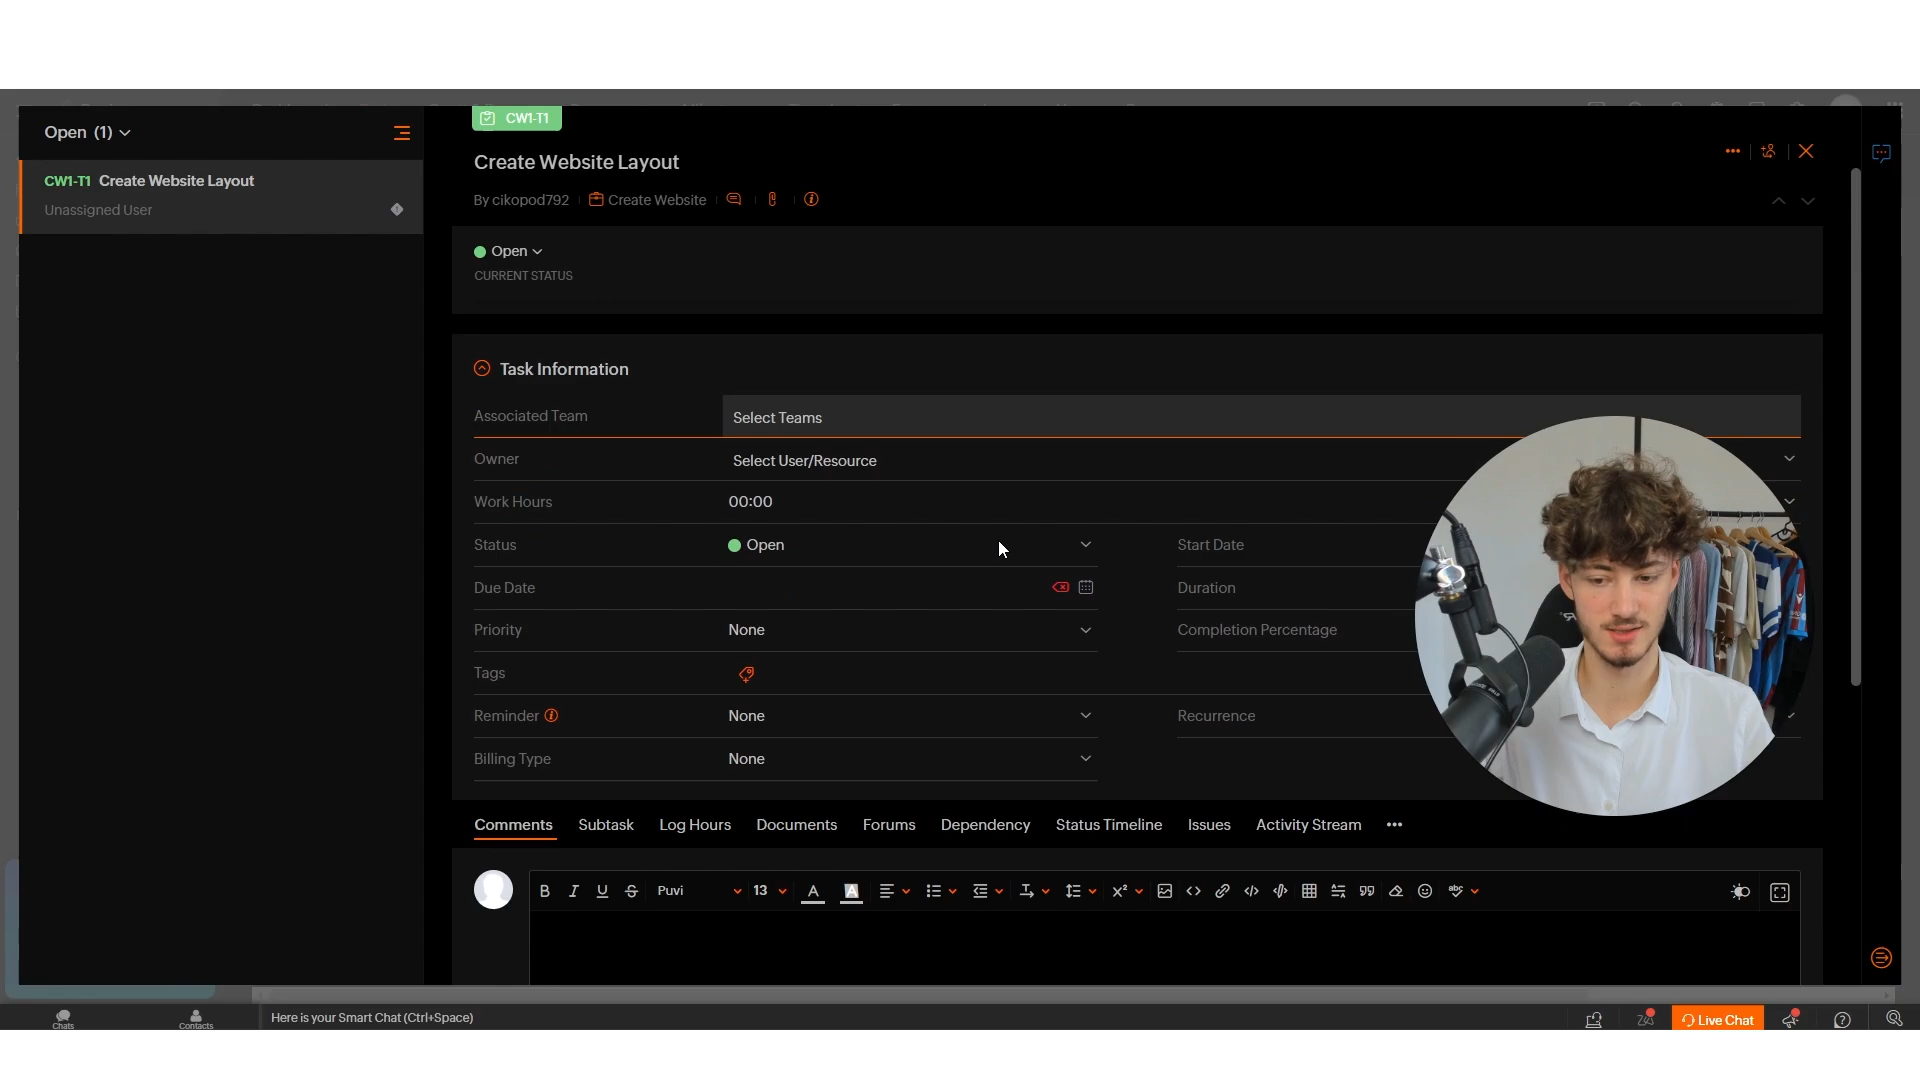 Open (1)
CW1-T1
CW1-T1 Create Website Layout
Unassigned User
Create Website Layout
By cikopod792 Create Website
Open
CURRENT STATUS
Task Information
Associated Team Select Teams
Owner Select User/Resource
Work Hours 00:00
Status Open Start Date
Due Date Duration
Priority None Completion Percentage
Tags
Reminder None Recurrence
Billing Type None
Comments Subtask Log Hours Documents Forums Dependency Status Timeline Issues Activity Stream
Puvi 13
Chats Contacts Here is your Smart Chat (Ctrl+Space) Live Chat